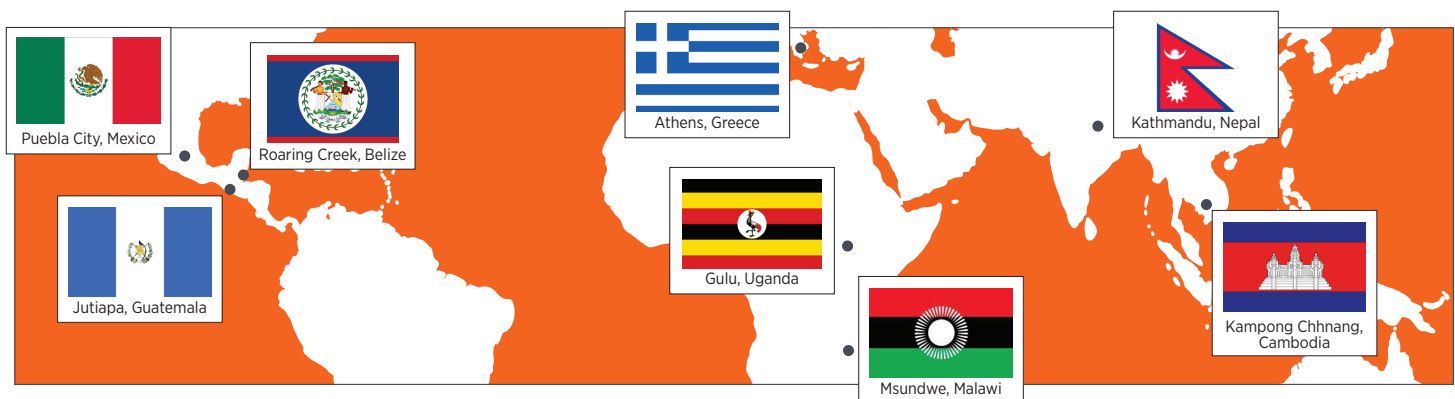 Puebla City, Mexico
Roaring Creek, Belize
Athens, Greece
Kathmandu, Nepal
Jutiapa, Guatemala
Gulu, Uganda
Msundwe, Malawi
Kampong Chhnang,
Cambodia